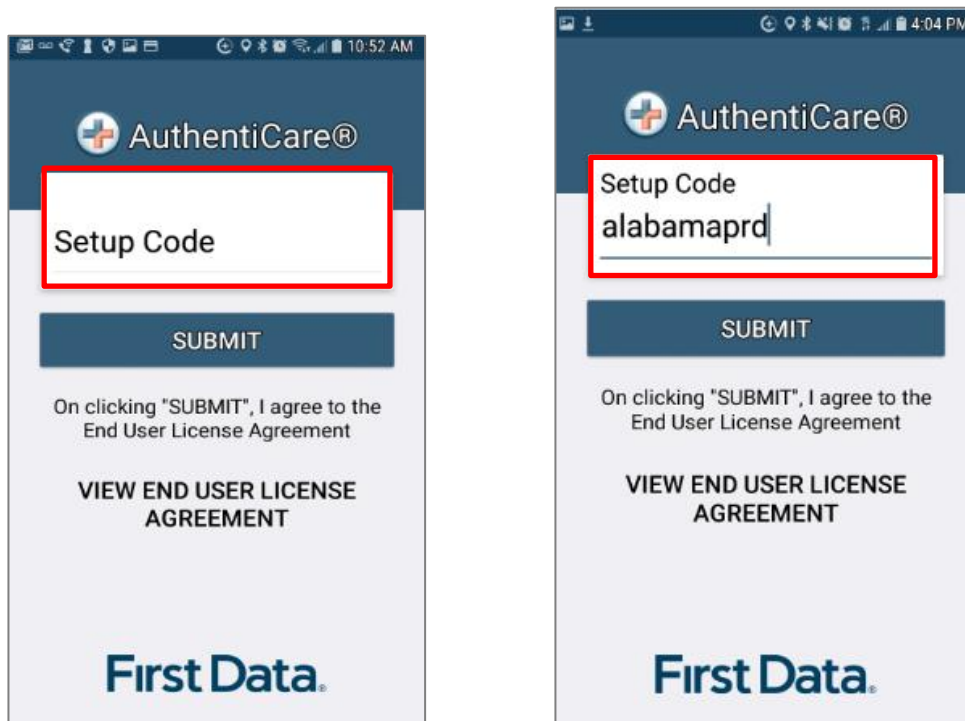 10:52 AM
AuthentiCare®
Setup Code
SUBMIT
On clicking "SUBMIT", I agree to the
End User License Agreement
VIEW END USER LICENSE
AGREEMENT
First Data®
4:04 PM
AuthentiCare®
Setup Code
alabamaprd
SUBMIT
On clicking "SUBMIT", I agree to the
End User License Agreement
VIEW END USER LICENSE
AGREEMENT
First Data®